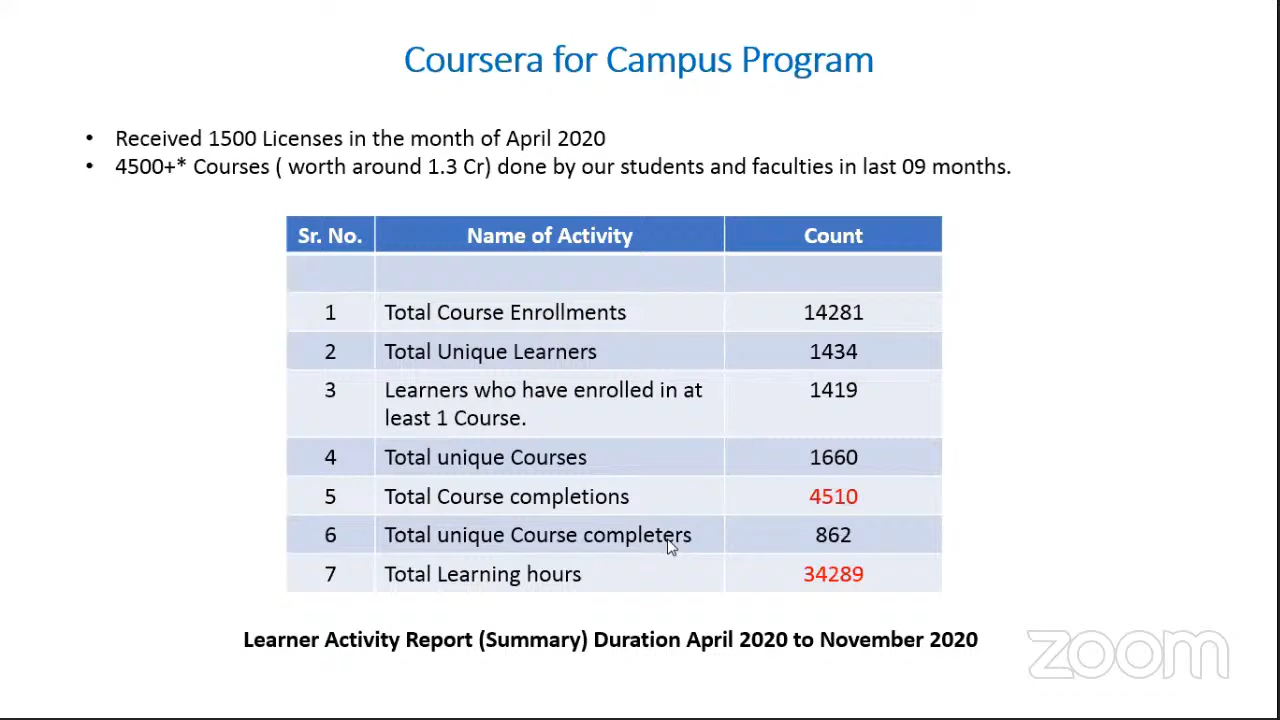 Coursera for Campus Program
• Received 1500 Licenses in the month of April 2020
• 4500+* Courses ( worth around 1.3 Cr) done by our students and faculties in last 09 months.
Sr. No. Name of Activity Count
1 Total Course Enrollments 14281
2 Total Unique Learners 1434
3 Learners who have enrolled in at 1419
least 1 Course.
4 Total unique Courses 1660
5 Total Course completions 4510
6 Total unique Course completers 862
7 Total Learning hours 34289
Learner Activity Report (Summary) Duration April 2020 to November 2020
zoom